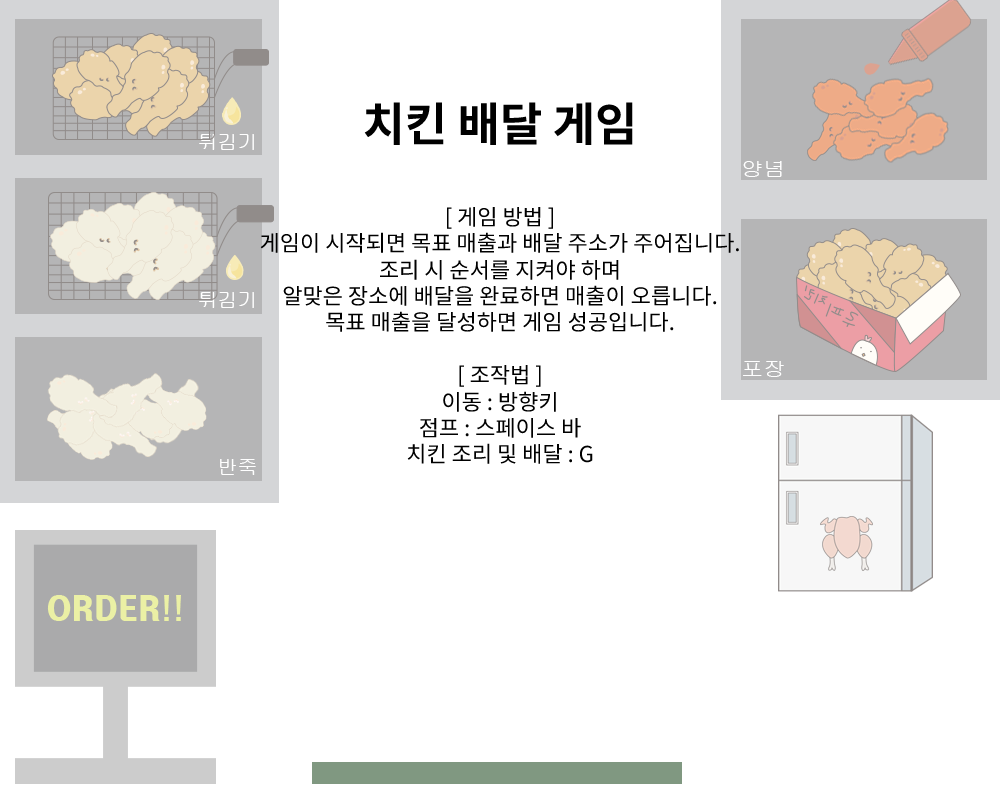 치킨 배달 게임
[ 게임 방법 ]
게임이 시작되면 목표 매출과 배달 주소가 주어집니다.
조리 시 순서를 지켜야 하며
알맞은 장소에 배달을 완료하면 매출이 오릅니다.
목표 매출을 달성하면 게임 성공입니다.
[ 조작법 ]
이동 : 방향키
점프 : 스페이스 바
치킨 조리 및 배달 : G
튀김기
튀김기
반죽
ORDER!!
양념
포장